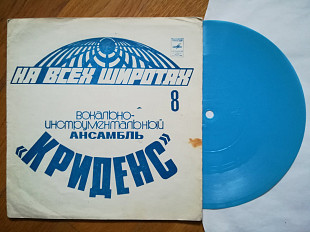 НА ВСЕХ ШИРОТАХ
8
ВОКАЛЬНО-
ИНСТРУМЕНТАЛЬНЫЙ
АНСАМБЛЬ
"КРИДЕНС"